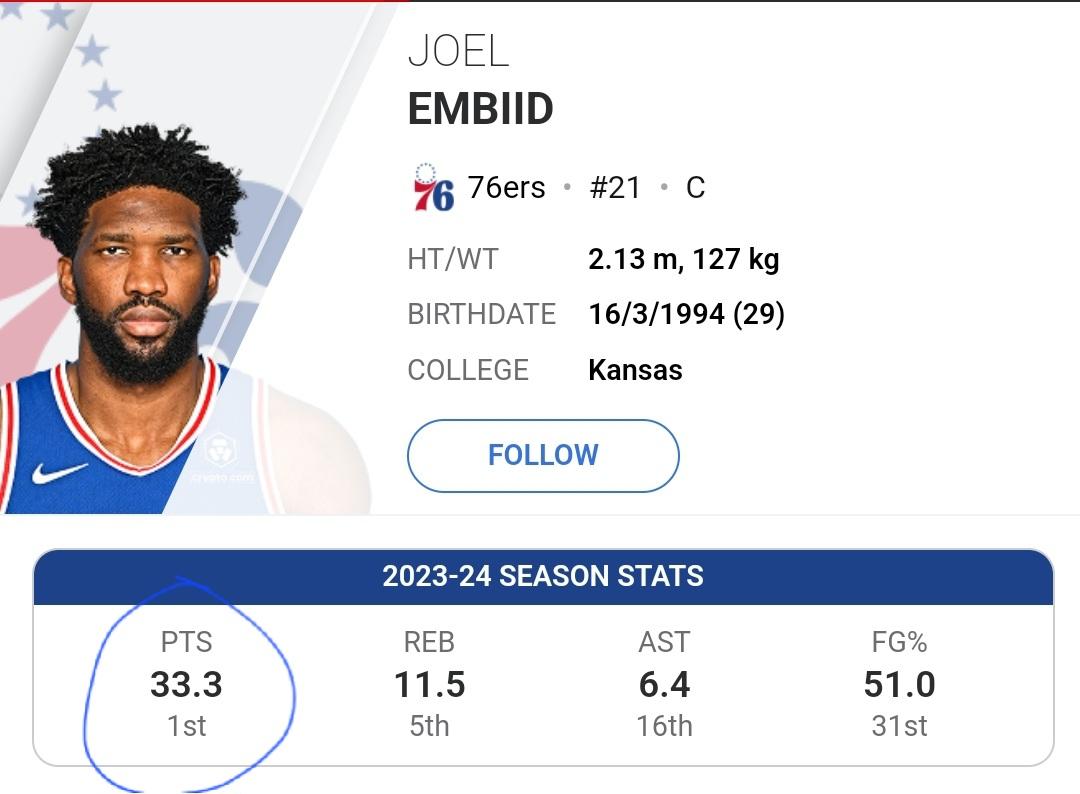 JOEL
EMBIID
76 76ers • #21 • C
HT/WT 2.13 m, 127 kg
BIRTHDATE 16/3/1994 (29)
COLLEGE Kansas
crypto.com
FOLLOW
2023-24 SEASON STATS
PTS REB AST FG%
33.3 11.5 6.4 51.0
1st 5th 16th 31st